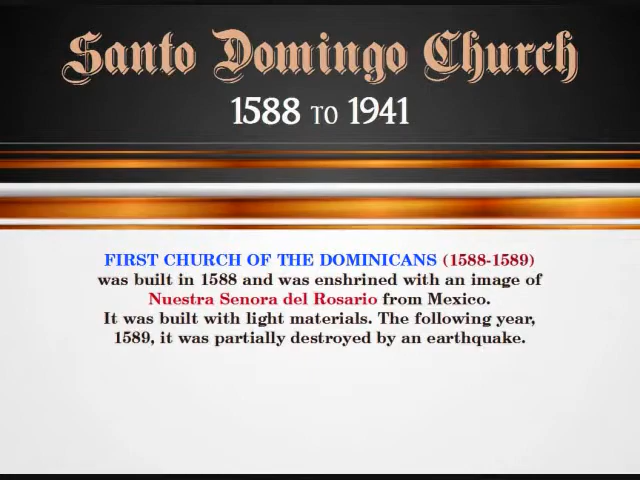 Santo Domingo Church
1588 TO 1941
FIRST CHURCH OF THE DOMINICANS (1588-1589)
was built in 1588 and was enshrined with an image of
Nuestra Senora del Rosario from Mexico.
It was built with light materials. The following year,
1589, it was partially destroyed by an earthquake.